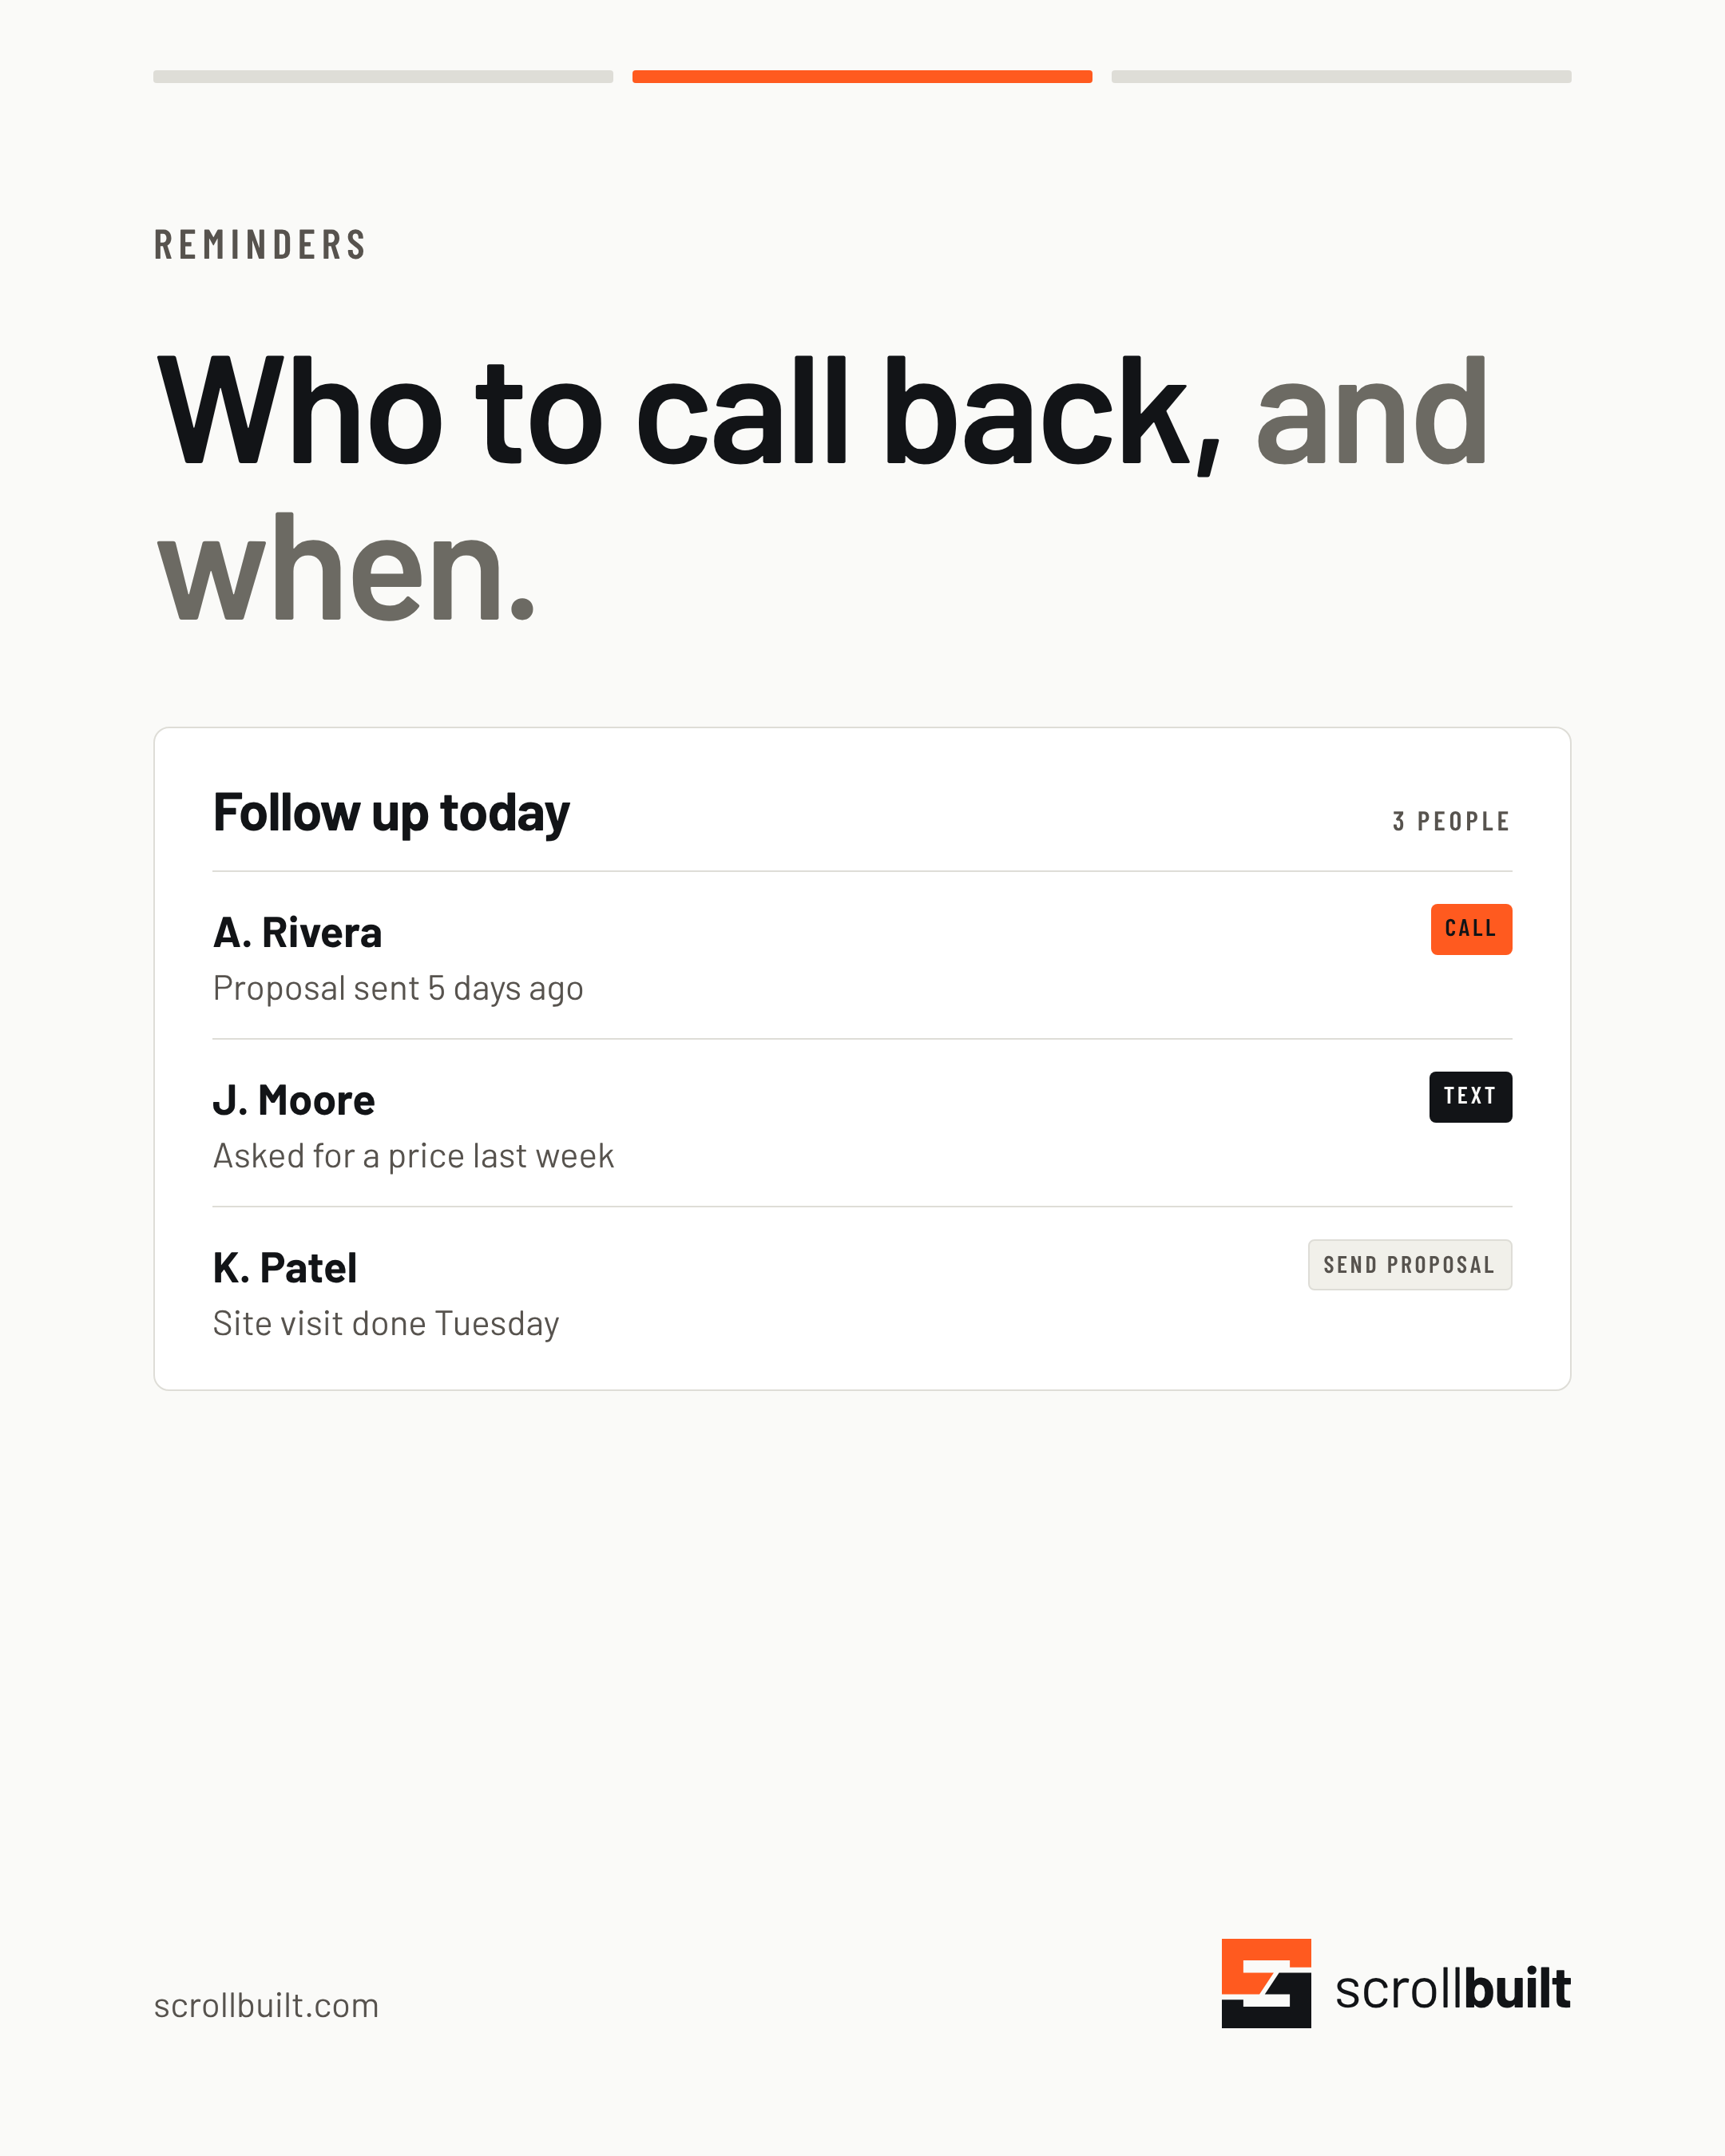 REMINDERS
Who to call back, and
when.
Follow up today
3 PEOPLE
A. Rivera
CALL
Proposal sent 5 days ago
J. Moore
TEXT
Asked for a price last week
K. Patel
SEND PROPOSAL
Site visit done Tuesday
scrollbuilt.com
scrollbuilt